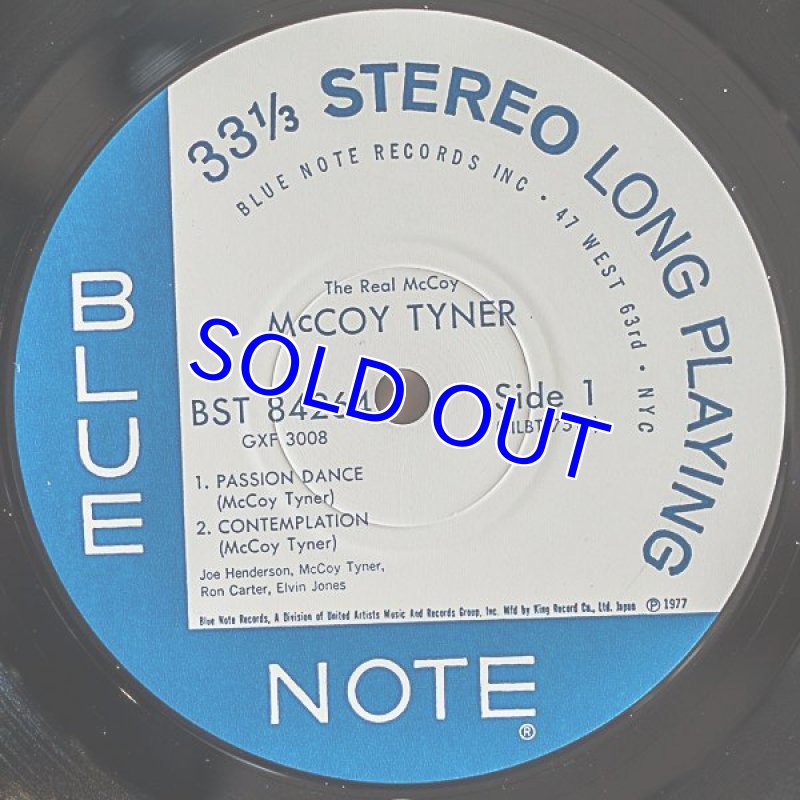 33⅓ STEREO LONG PLAYING
BLUE NOTE RECORDS INC • 47 WEST 63rd • NYC
The Real McCoy
McCOY TYNER
SOLD OUT
BST 84264
Side 1
GXF 3008
1. PASSION DANCE
(McCoy Tyner)
2. CONTEMPLATION
(McCoy Tyner)
Joe Henderson, McCoy Tyner,
Ron Carter, Elvin Jones
Blue Note Records, A Division of United Artists Music And Records Group, Inc. Mfd by King Record Co., Ltd. Japan ℗ 1977
BLUE
NOTE®